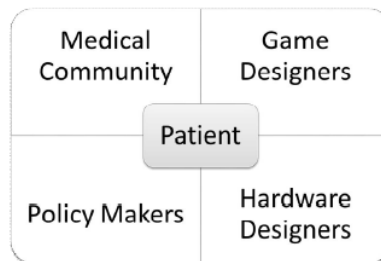 Medical
Community
Game
Designers
Patient
Policy Makers
Hardware
Designers